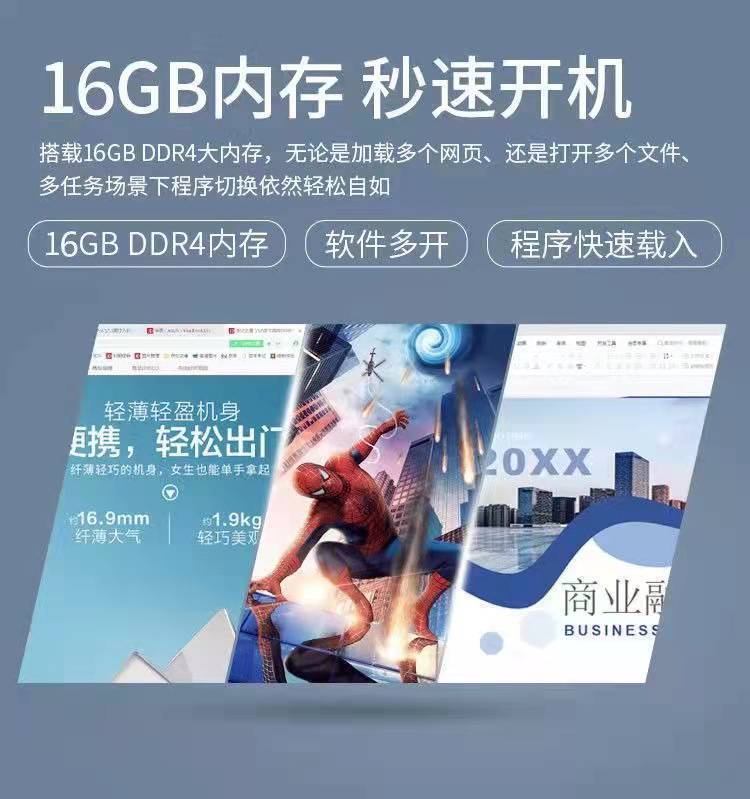 16GB内存 秒速开机
搭载16GB DDR4大内存，无论是加载多个网页、还是打开多个文件、
多任务场景下程序切换依然轻松自如
16GB DDR4内存
软件多开
程序快速载入
轻薄轻盈机身
便携，轻松出门
纤薄轻巧的机身，女生也能单手拿起
约16.9mm
纤薄大气
约1.9kg
轻巧美观
20XX
商业融
BUSINESS